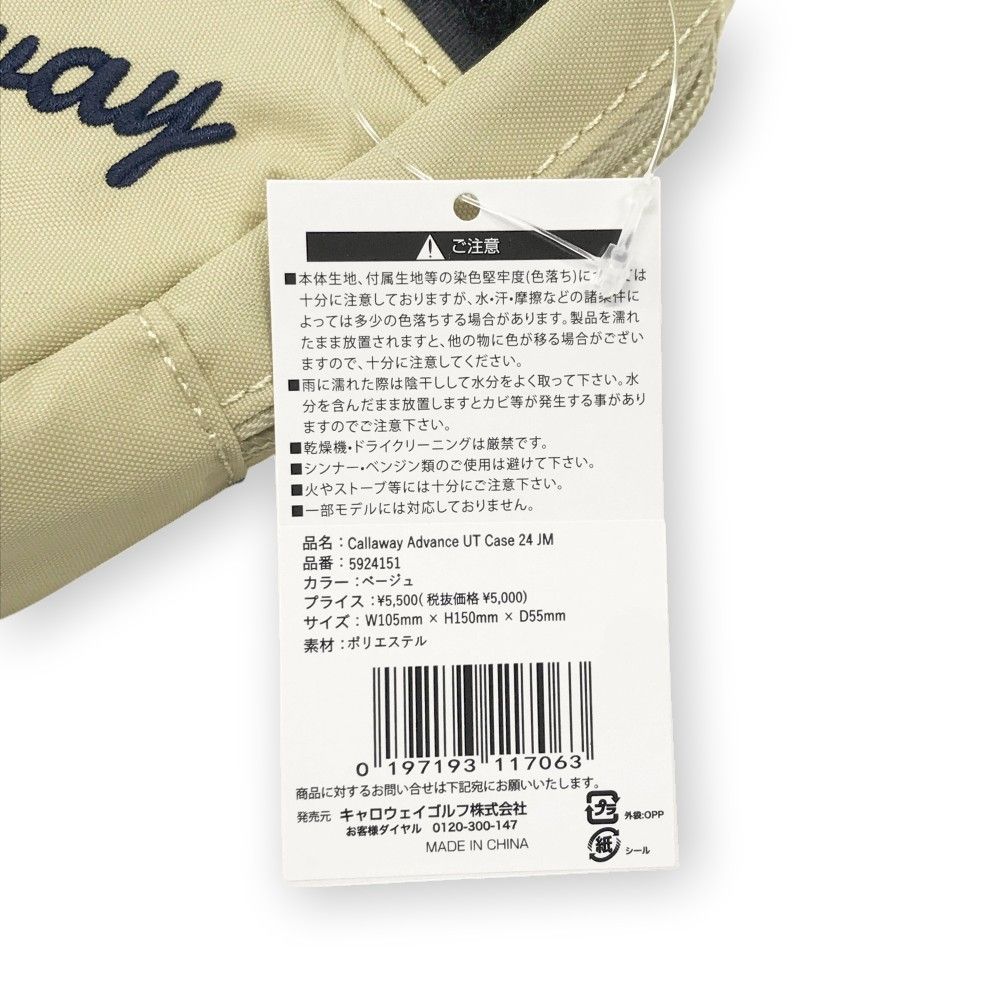 way
ご注意
■本体生地、付属生地等の染色堅牢度(色落ち)に は
十分に注意しておりますが、水・汗・摩擦などの諸条件に
よっては多少の色落ちする場合があります。製品を濡れ
たまま放置されますと、他の物に色が移る場合がござい
ますので、十分に注意してください。
■雨に濡れた際は陰干しして水分をよく取って下さい。水
分を含んだまま放置しますとカビ等が発生する事があり
ますのでご注意下さい。
■乾燥機・ドライクリーニングは厳禁です。
■シンナー・ベンジン類のご使用は避けて下さい。
■火やストーブ等には十分にご注意下さい。
■一部モデルには対応しておりません。
品名：Callaway Advance UT Case 24 JM
品番：5924151
カラー：ベージュ
プライス：¥5,500(税抜価格 ¥5,000)
サイズ：W105mm × H150mm × D55mm
素材：ポリエステル
0 197193 117063
商品に対するお問い合せは下記宛にお願いいたします。
発売元 キャロウェイゴルフ株式会社
お客様ダイヤル 0120-300-147
MADE IN CHINA
プラ 外袋:OPP
紙 シール